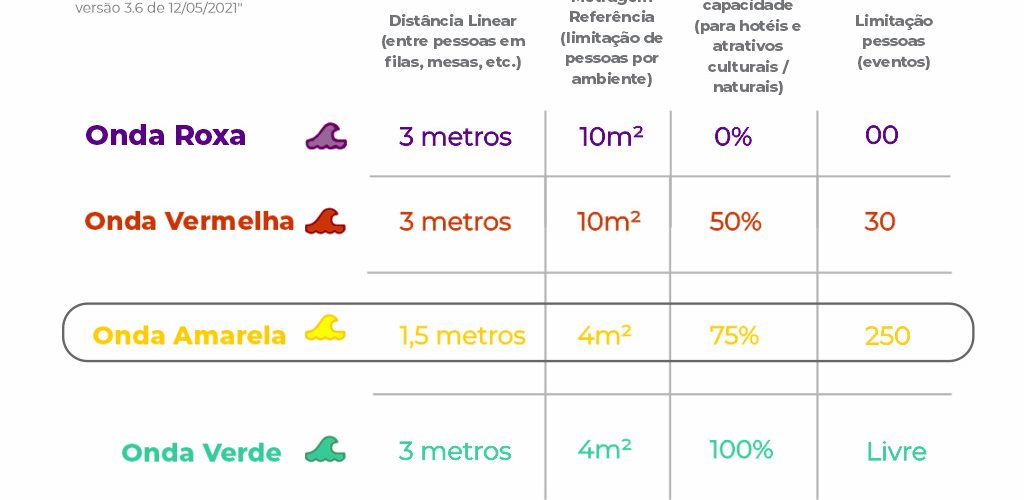 versão 3.6 de 12/05/2021"
Distância Linear
(entre pessoas em
filas, mesas, etc.)
Metragem
Referência
(limitação de
pessoas por
ambiente)
capacidade
(para hotéis e
atrativos
culturais /
naturais)
Limitação
pessoas
(eventos)
Onda Roxa 3 metros 10m² 0% 00
Onda Vermelha 3 metros 10m² 50% 30
Onda Amarela 1,5 metros 4m² 75% 250
Onda Verde 3 metros 4m² 100% Livre